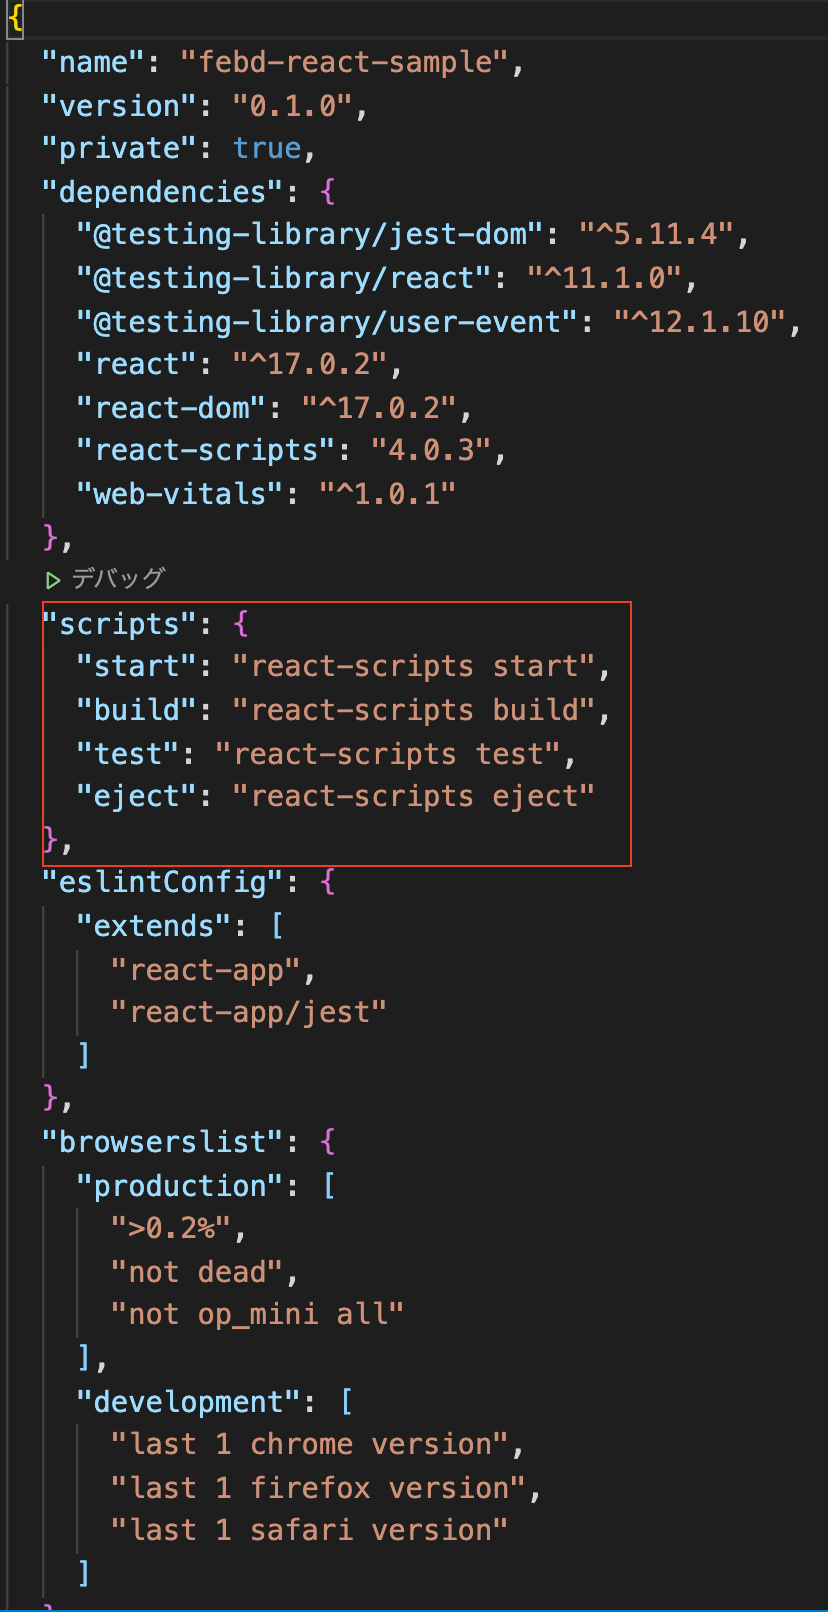 {
"name": "febd-react-sample",
"version": "0.1.0",
"private": true,
"dependencies": {
"@testing-library/jest-dom": "^5.11.4",
"@testing-library/react": "^11.1.0",
"@testing-library/user-event": "^12.1.10",
"react": "^17.0.2",
"react-dom": "^17.0.2",
"react-scripts": "4.0.3",
"web-vitals": "^1.0.1"
},
デバッグ
"scripts": {
"start": "react-scripts start",
"build": "react-scripts build",
"test": "react-scripts test",
"eject": "react-scripts eject"
},
"eslintConfig": {
"extends": [
"react-app",
"react-app/jest"
]
},
"browserslist": {
"production": [
">0.2%",
"not dead",
"not op_mini all"
],
"development": [
"last 1 chrome version",
"last 1 firefox version",
"last 1 safari version"
]
}